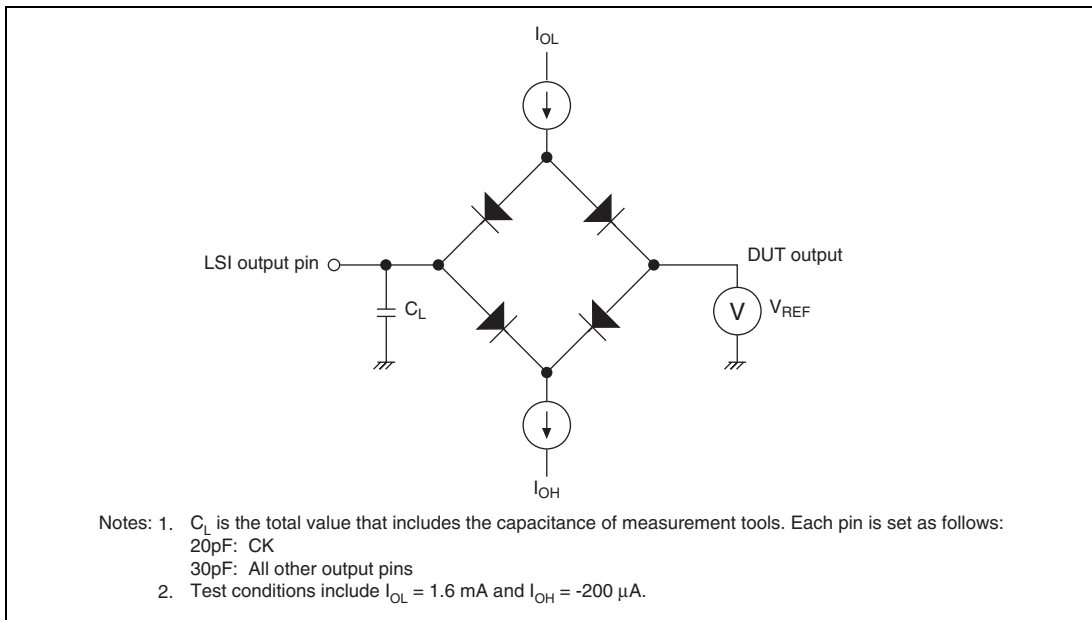 I_OL
LSI output pin
DUT output
C_L
V
V_REF
I_OH
Notes: 1. C_L is the total value that includes the capacitance of measurement tools. Each pin is set as follows:
20pF: CK
30pF: All other output pins
2. Test conditions include I_OL = 1.6 mA and I_OH = -200 µA.